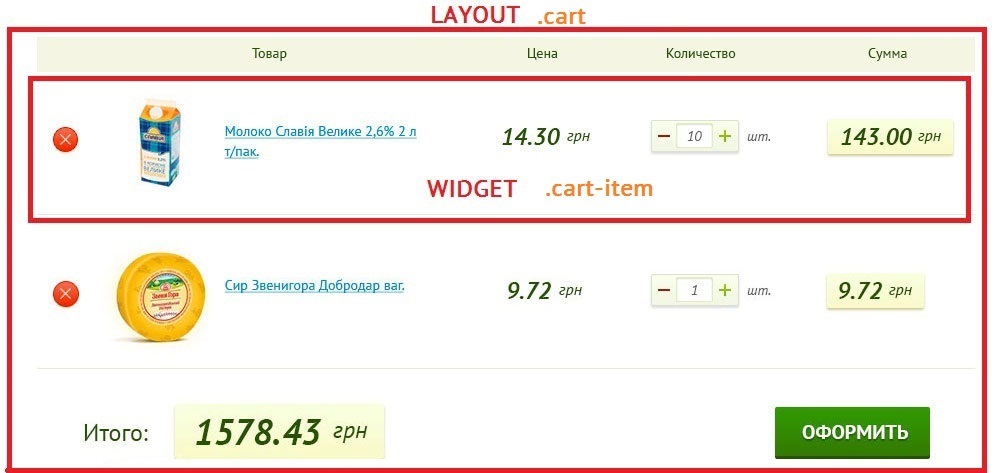 LAYOUT .cart
Товар Цена Количество Сумма
Молоко Славія Велике 2,6% 2 л
т/пак.
14.30 грн
− 10 + шт.
143.00 грн
WIDGET .cart-item
Сир Звенигора Добродар ваг.
9.72 грн
− 1 + шт.
9.72 грн
Итого: 1578.43 грн
ОФОРМИТЬ